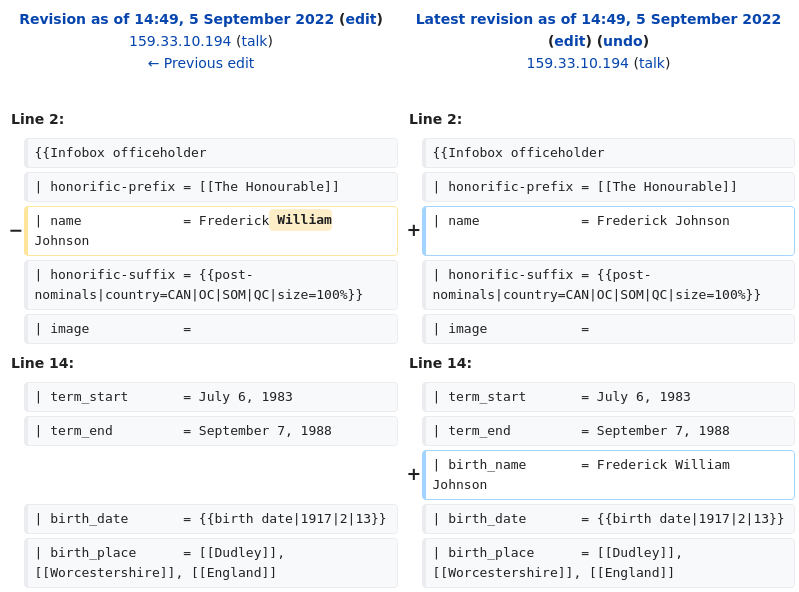 Revision as of 14:49, 5 September 2022 (edit)
159.33.10.194 (talk)
← Previous edit
Latest revision as of 14:49, 5 September 2022
(edit) (undo)
159.33.10.194 (talk)
Line 2:
Line 2:
{{Infobox officeholder
{{Infobox officeholder
| honorific-prefix = [[The Honourable]]
| honorific-prefix = [[The Honourable]]
− | name             = Frederick William
Johnson
+ | name             = Frederick Johnson
| honorific-suffix = {{post-
nominals|country=CAN|OC|SOM|QC|size=100%}}
| honorific-suffix = {{post-
nominals|country=CAN|OC|SOM|QC|size=100%}}
| image            =
| image            =
Line 14:
Line 14:
| term_start       = July 6, 1983
| term_start       = July 6, 1983
| term_end         = September 7, 1988
| term_end         = September 7, 1988
+ | birth_name       = Frederick William
Johnson
| birth_date       = {{birth date|1917|2|13}}
| birth_date       = {{birth date|1917|2|13}}
| birth_place      = [[Dudley]],
[[Worcestershire]], [[England]]
| birth_place      = [[Dudley]],
[[Worcestershire]], [[England]]